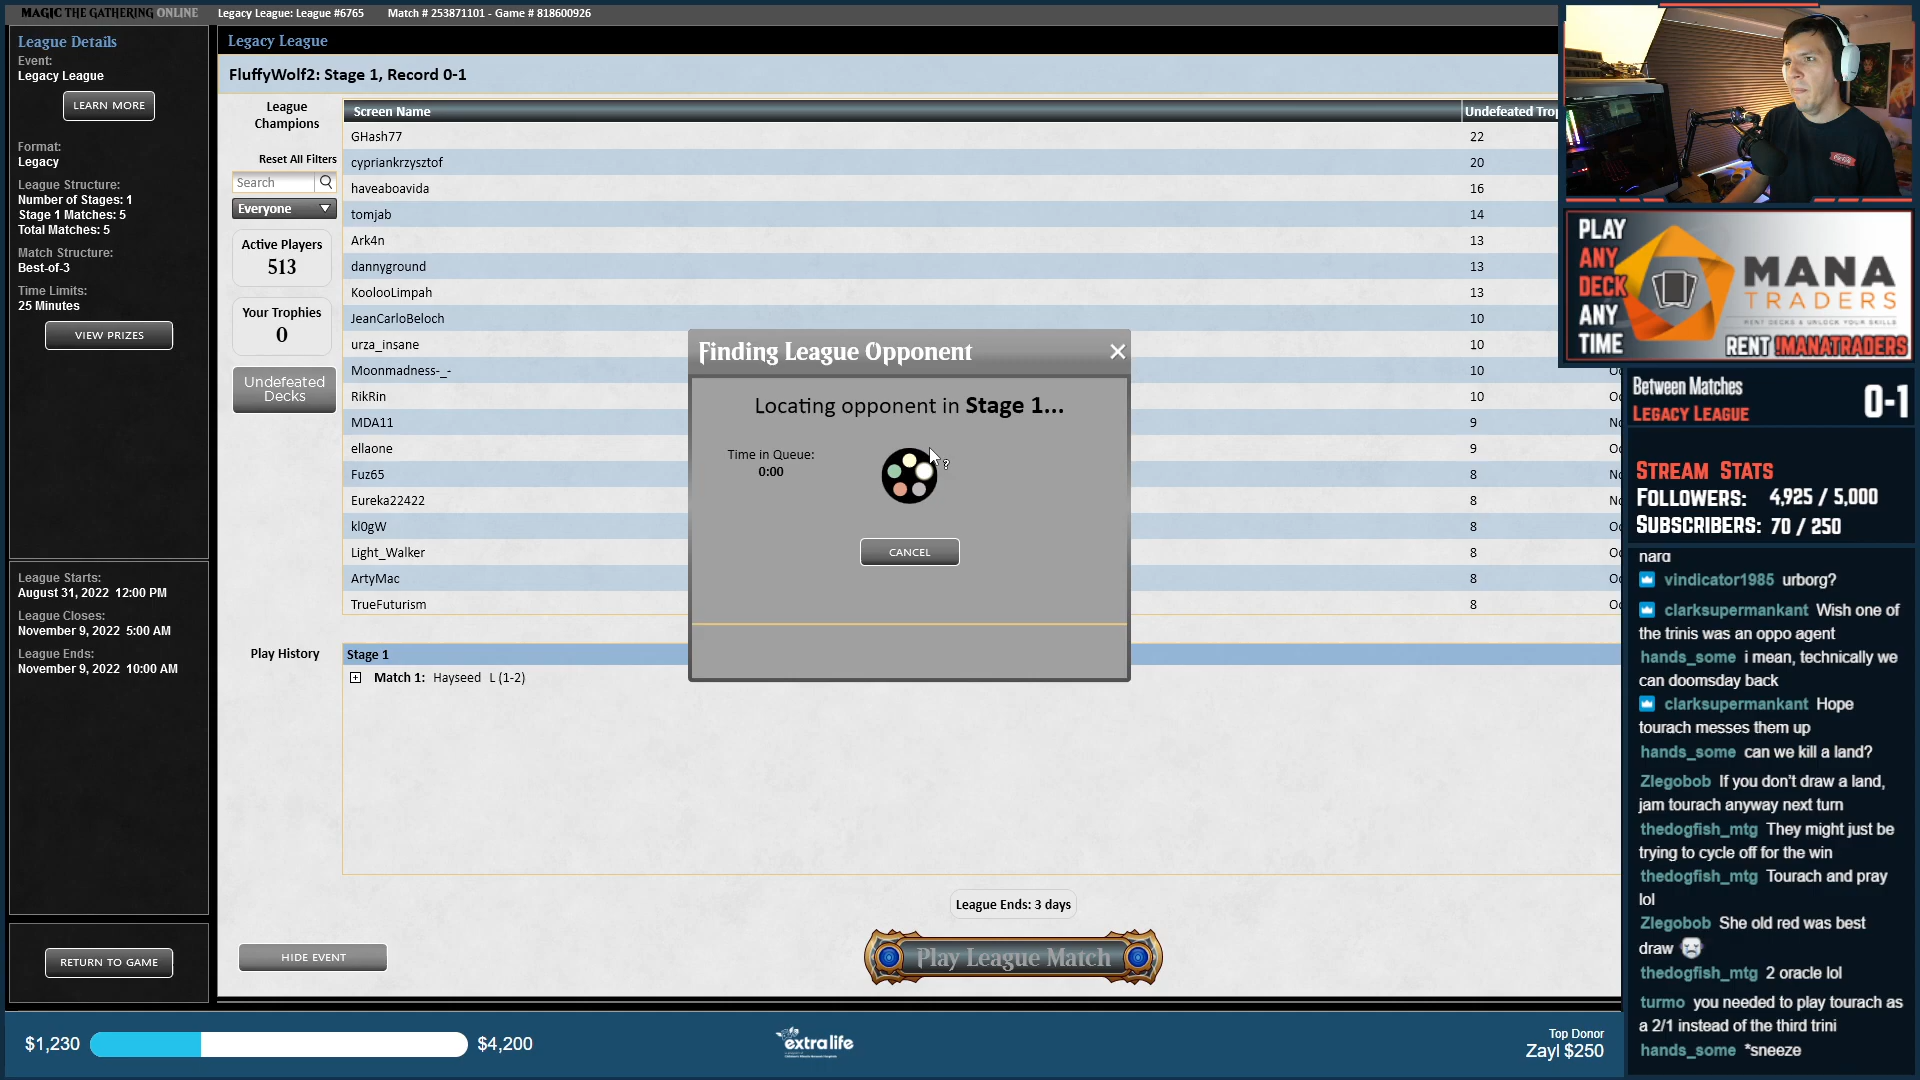 MAGIC THE GATHERING ONLINE
Legacy League: League #6765
Match # 253871101 - Game # 818600926
League Details
Event:
Legacy League
LEARN MORE
Format:
Legacy
League Structure:
Number of Stages: 1
Stage 1 Matches: 5
Total Matches: 5
Match Structure:
Best-of-3
Time Limits:
25 Minutes
VIEW PRIZES
League Starts:
August 31, 2022 12:00 PM
League Closes:
November 9, 2022 5:00 AM
League Ends:
November 9, 2022 10:00 AM
RETURN TO GAME
Legacy League
FluffyWolf2: Stage 1, Record 0-1
League
Champions
Reset All Filters
Search
Everyone
Active Players
513
Your Trophies
0
Undefeated
Decks
Screen Name
Undefeated Trop
GHash77 22
cypriankrzysztof 20
haveaboavida 16
tomjab 14
Ark4n 13
dannyground 13
KoolooLimpah 13
JeanCarloBeloch 10
urza_insane 10
Moonmadness-_- 10
RikRin 10
MDA11 9
ellaone 9
Fuz65 8
Eureka22422 8
kl0gW 8
Light_Walker 8
ArtyMac 8
TrueFuturism 8
Finding League Opponent
Locating opponent in Stage 1...
Time in Queue:
0:00
?
CANCEL
Play History
Stage 1
Match 1: Hayseed L (1-2)
League Ends: 3 days
HIDE EVENT
Play League Match
PLAY
ANY
DECK
ANY
TIME
MANA
TRADERS
RENT DECKS & UNLOCK YOUR SKILLS
RENT !MANATRADERS
Between Matches
LEGACY LEAGUE
0-1
STREAM STATS
FOLLOWERS: 4,925 / 5,000
SUBSCRIBERS: 70 / 250
vindicator1985 urborg?
clarksupermankant Wish one of
the trinis was an oppo agent
hands_some i mean, technically we
can doomsday back
clarksupermankant Hope
tourach messes them up
hands_some can we kill a land?
Zlegobob If you don't draw a land,
jam tourach anyway next turn
thedogfish_mtg They might just be
trying to cycle off for the win
thedogfish_mtg Tourach and pray
lol
Zlegobob She old red was best
draw
thedogfish_mtg 2 oracle lol
turmo you needed to play tourach as
a 2/1 instead of the third trini
hands_some *sneeze
$1,230
$4,200
extra life
Top Donor
Zayl $250